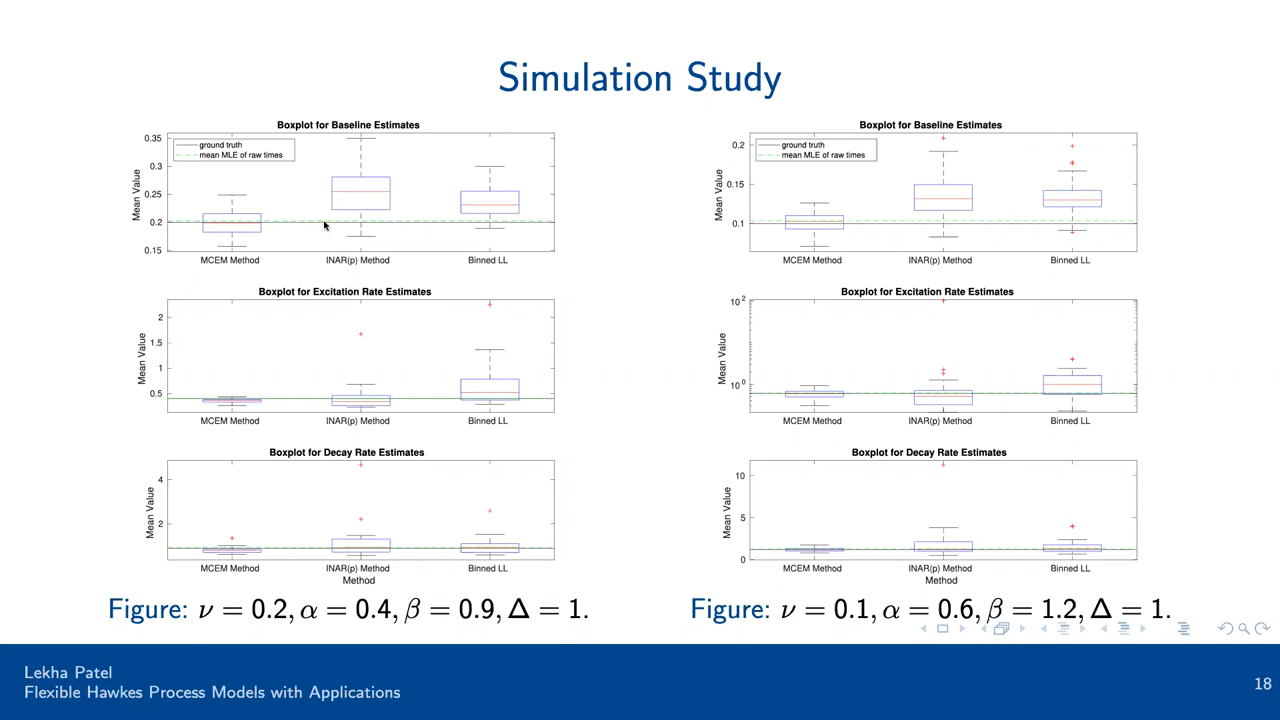 Simulation Study
Boxplot for Baseline Estimates
ground truth
mean MLE of raw times
Mean Value
0.35
0.3
0.25
0.2
0.15
MCEM Method INAR(p) Method Binned LL
Boxplot for Excitation Rate Estimates
Mean Value
2
1.5
1
0.5
MCEM Method INAR(p) Method Binned LL
Boxplot for Decay Rate Estimates
Mean Value
4
2
MCEM Method INAR(p) Method Binned LL
Method
Figure: ν = 0.2, α = 0.4, β = 0.9, Δ = 1.
Boxplot for Baseline Estimates
ground truth
mean MLE of raw times
Mean Value
0.2
0.15
0.1
MCEM Method INAR(p) Method Binned LL
Boxplot for Excitation Rate Estimates
Mean Value
10²
10⁰
MCEM Method INAR(p) Method Binned LL
Boxplot for Decay Rate Estimates
Mean Value
10
5
0
MCEM Method INAR(p) Method Binned LL
Method
Figure: ν = 0.1, α = 0.6, β = 1.2, Δ = 1.
Lekha Patel
Flexible Hawkes Process Models with Applications
18